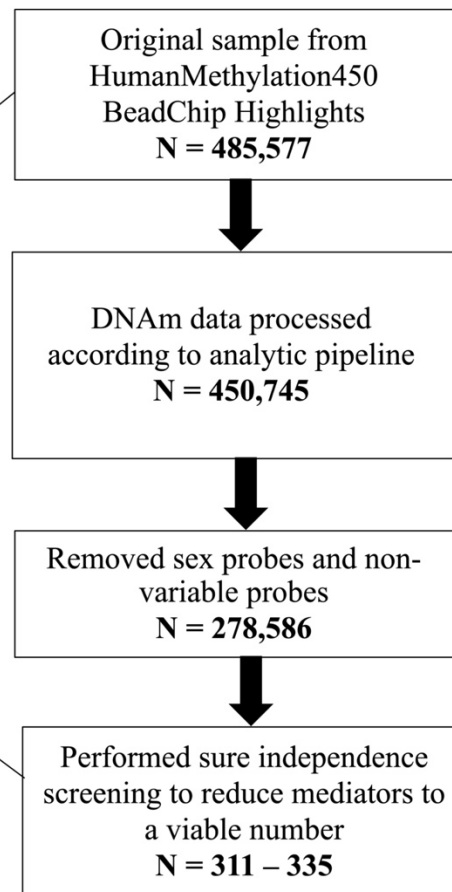 Original sample from
HumanMethylation450
BeadChip Highlights
N = 485,577
DNAm data processed
according to analytic pipeline
N = 450,745
Removed sex probes and non-
variable probes
N = 278,586
Performed sure independence
screening to reduce mediators to
a viable number
N = 311 – 335